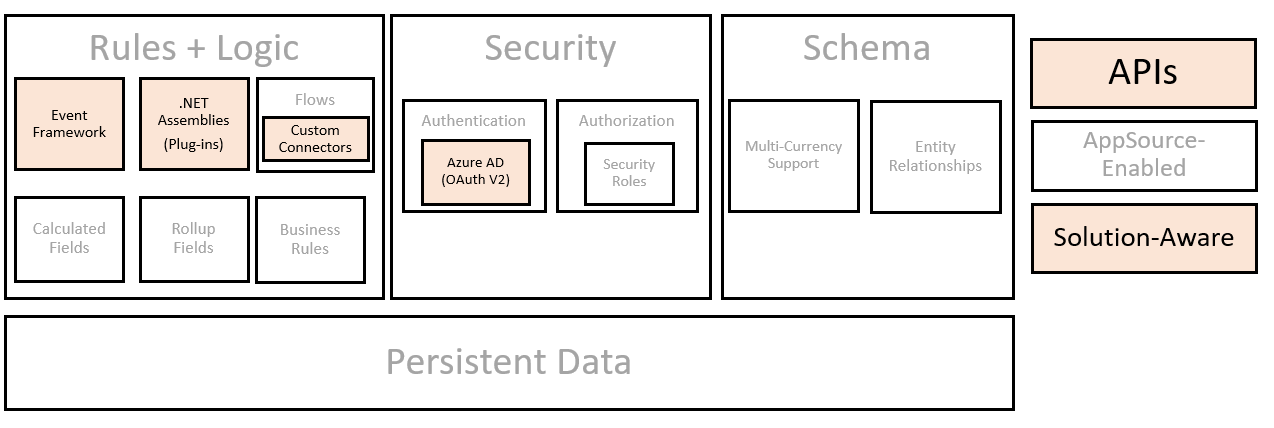 Rules + Logic
Event
Framework
.NET
Assemblies
(Plug-ins)
Flows
Custom
Connectors
Calculated
Fields
Rollup
Fields
Business
Rules
Security
Authentication
Azure AD
(OAuth V2)
Authorization
Security
Roles
Schema
Multi-Currency
Support
Entity
Relationships
APIs
AppSource-
Enabled
Solution-Aware
Persistent Data